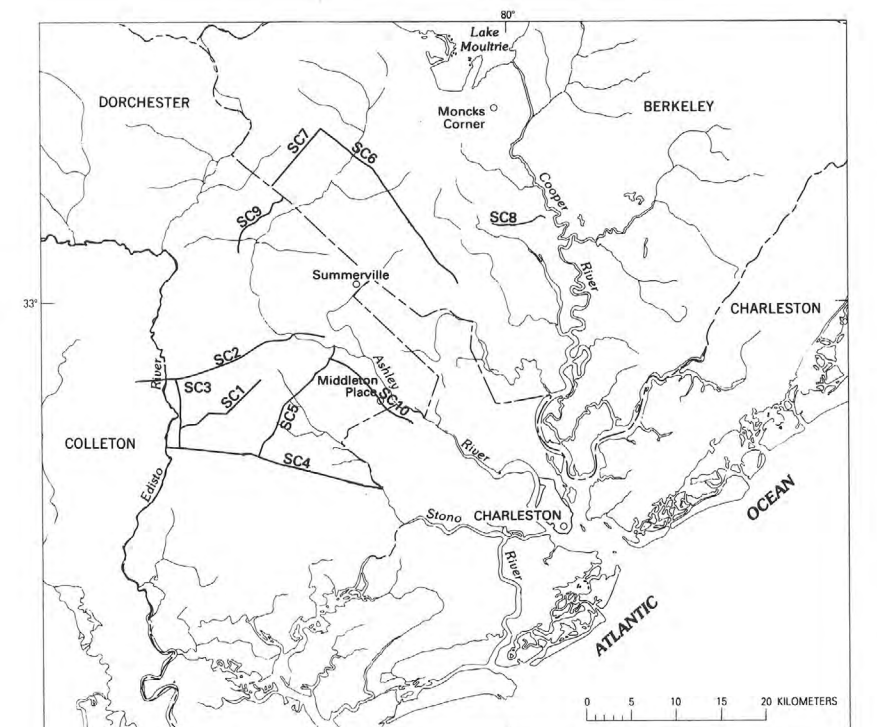 80°
Lake
Moultrie
DORCHESTER
Moncks
Corner
BERKELEY
SC7
SC6
Cooper
SC9
SC8
River
Summerville
33°
CHARLESTON
SC2
River
SC3
Ashley
Middleton
Place
SC1
SC10
SC5
COLLETON
River
SC4
Edisto
OCEAN
Stono
CHARLESTON
River
ATLANTIC
0 5 10 15 20 KILOMETERS